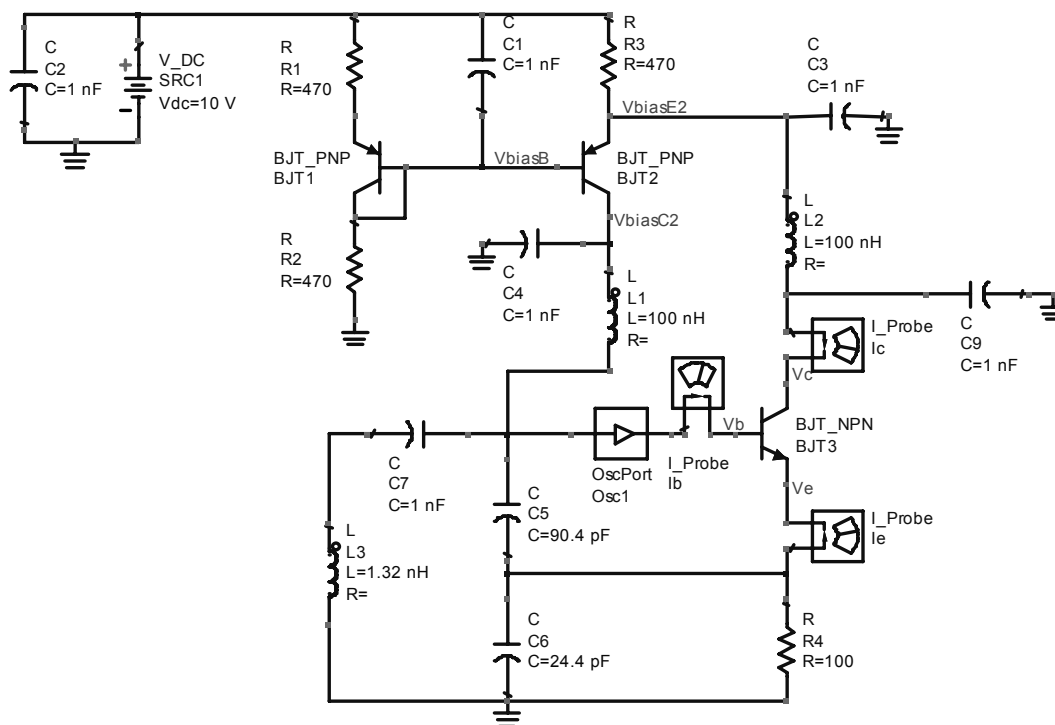 C
C2
C=1 nF
+
-
V_DC
SRC1
Vdc=10 V
R
R1
R=470
C
C1
C=1 nF
R
R3
R=470
C
C3
C=1 nF
VbiasE2
BJT_PNP
BJT1
VbiasB
BJT_PNP
BJT2
VbiasC2
L
L2
L=100 nH
R=
R
R2
R=470
C
C4
C=1 nF
L
L1
L=100 nH
R=
I_Probe
Ic
C
C9
C=1 nF
Vc
C
C7
C=1 nF
OscPort
Osc1
I_Probe
Ib
Vb
BJT_NPN
BJT3
Ve
C
C5
C=90.4 pF
I_Probe
Ie
L
L3
L=1.32 nH
R=
C
C6
C=24.4 pF
R
R4
R=100